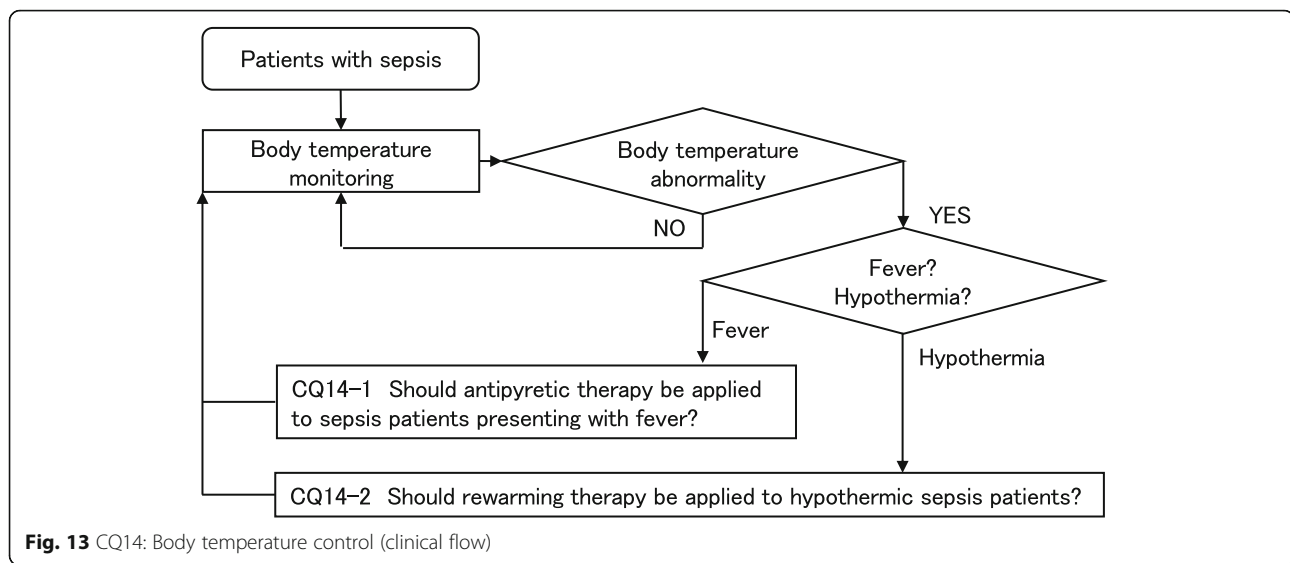 Patients with sepsis
Body temperature
monitoring
Body temperature
abnormality
NO
YES
Fever?
Hypothermia?
Fever
Hypothermia
CQ14-1 Should antipyretic therapy be applied
to sepsis patients presenting with fever?
CQ14-2 Should rewarming therapy be applied to hypothermic sepsis patients?
Fig. 13 CQ14: Body temperature control (clinical flow)